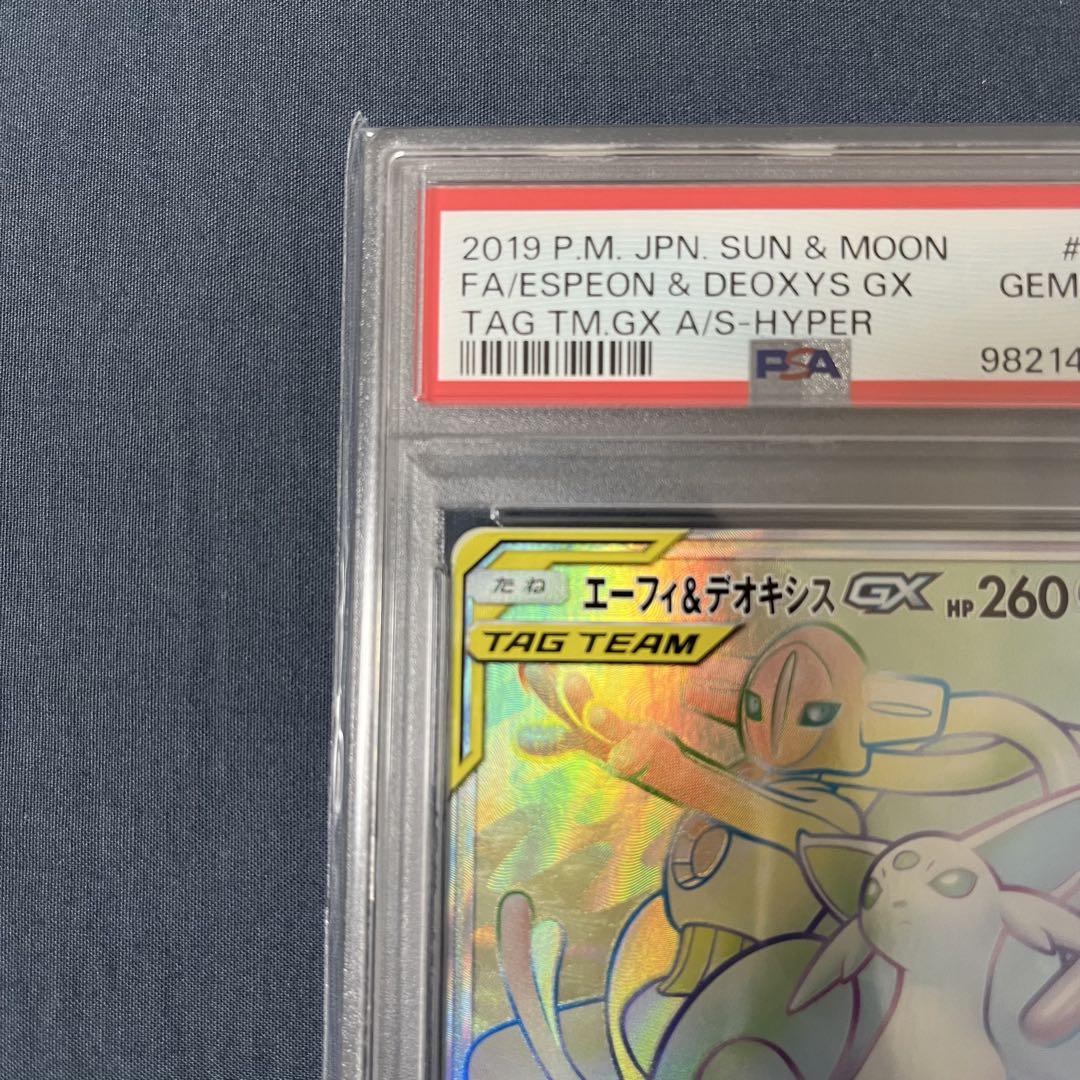 2019 P.M. JPN. SUN & MOON #
FA/ESPEON & DEOXYS GX GEM
TAG TM.GX A/S-HYPER
PSA 98214
たね エーフィ&デオキシス GX HP 260
TAG TEAM